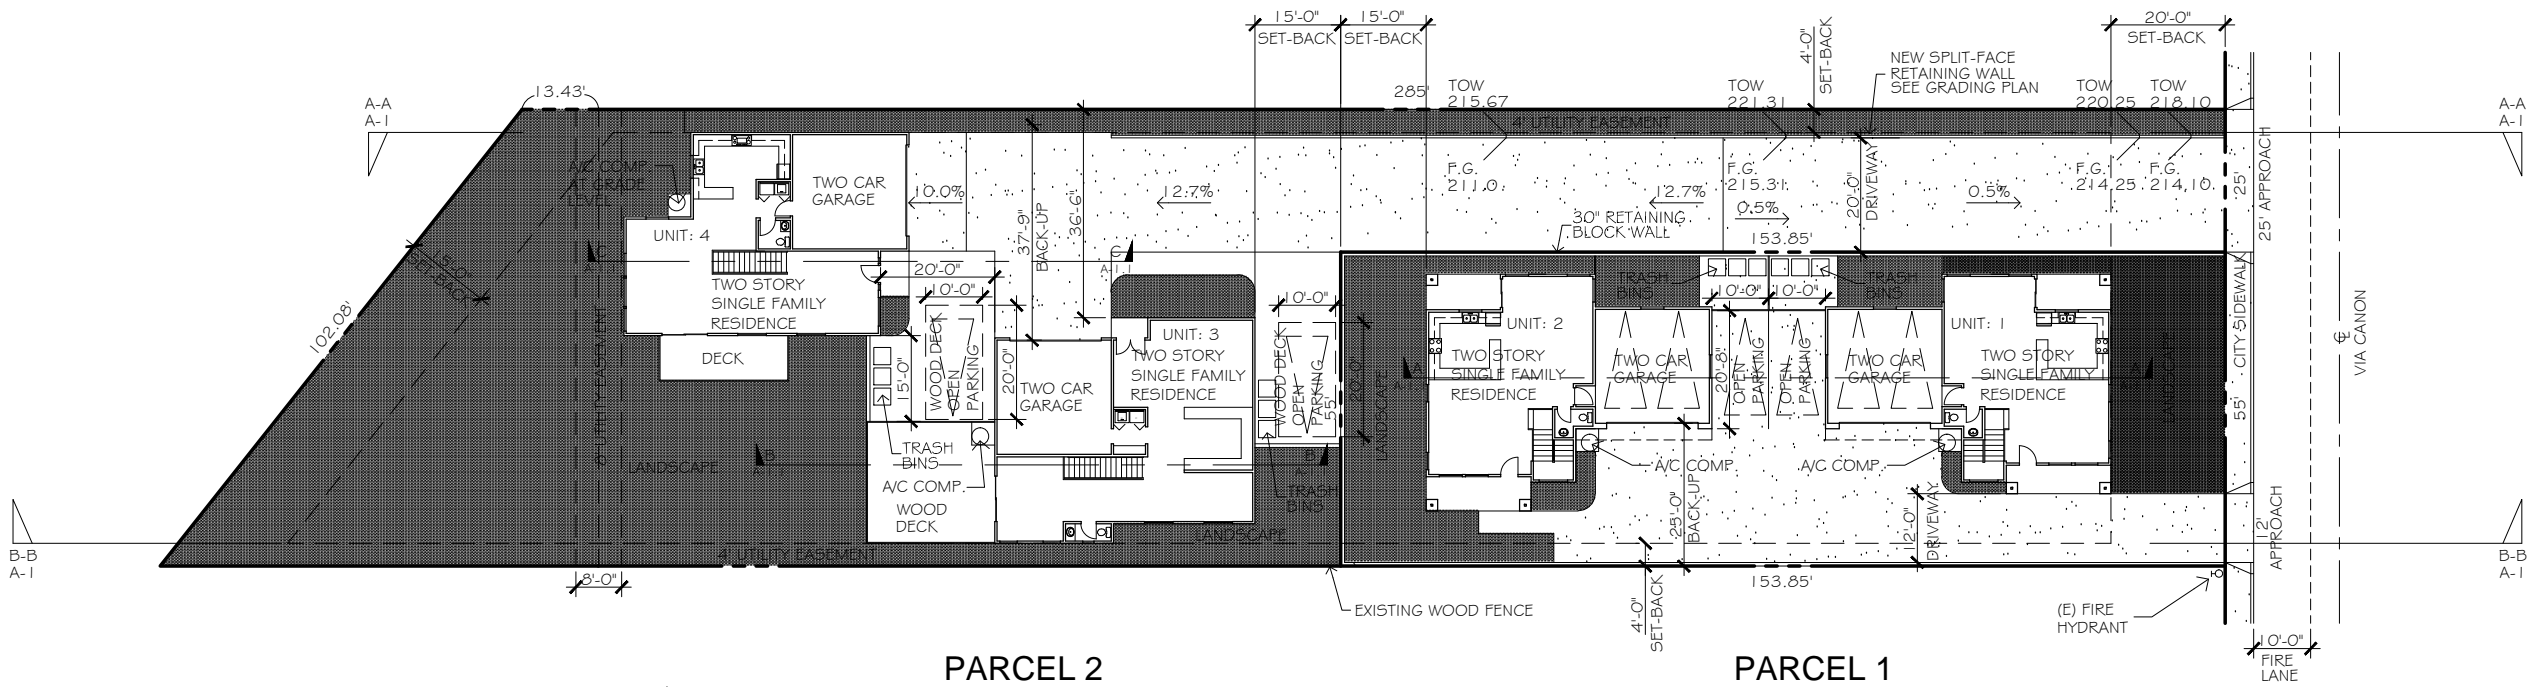 15'-0"
SET-BACK
15'-0"
SET-BACK
4'-0"
SET-BACK
20'-0"
SET-BACK
NEW SPLIT-FACE
RETAINING WALL
SEE GRADING PLAN
13.43'
285'
TOW
215.67
TOW
221.31
TOW
220.25
TOW
218.10
A-A
A-1
A-A
A-1
4' UTILITY EASEMENT
A/C COMP.
AT GRADE
LEVEL
TWO CAR
GARAGE
10.0%
12.7%
F.G.
211.0
12.7%
F.G.
215.31
0.5%
20'-0"
DRIVEWAY
0.5%
F.G.
214.25
F.G.
214.10
25'
25' APPROACH
37'-9"
BACK-UP
36'-6"
30" RETAINING
BLOCK WALL
153.85'
UNIT: 4
C
C
A-1.1
15'-0"
SET-BACK
TWO STORY
SINGLE FAMILY
RESIDENCE
20'-0"
10'-0"
10'-0"
TRASH
BINS
10'-0"
10'-0"
TRASH
BINS
CITY SIDEWALK
VIA CANON
102.08'
8' UTILITY EASEMENT
DECK
15'-0"
WOOD DECK
OPEN
PARKING
20'-0"
TWO CAR
GARAGE
UNIT: 3
TWO STORY
SINGLE FAMILY
RESIDENCE
WOOD DECK
OPEN
PARKING
20'-0"
55'
LANDSCAPE
UNIT: 2
TWO STORY
SINGLE FAMILY
RESIDENCE
A
TWO CAR
GARAGE
20'-8"
OPEN
PARKING
OPEN
PARKING
TWO CAR
GARAGE
UNIT: 1
TWO STORY
SINGLE FAMILY
RESIDENCE
A
LANDSCAPE
55'
TRASH
BINS
LANDSCAPE
B
B
A/C COMP.
WOOD
DECK
TRASH
BINS
A/C COMP.
A/C COMP.
25'-0"
BACK-UP
12'-0"
DRIVEWAY
12'
APPROACH
LANDSCAPE
4' UTILITY EASEMENT
B-B
A-1
B-B
A-1
8'-0"
153.85'
4'-0"
SET-BACK
EXISTING WOOD FENCE
(E) FIRE
HYDRANT
10'-0"
FIRE
LANE
PARCEL 2
PARCEL 1